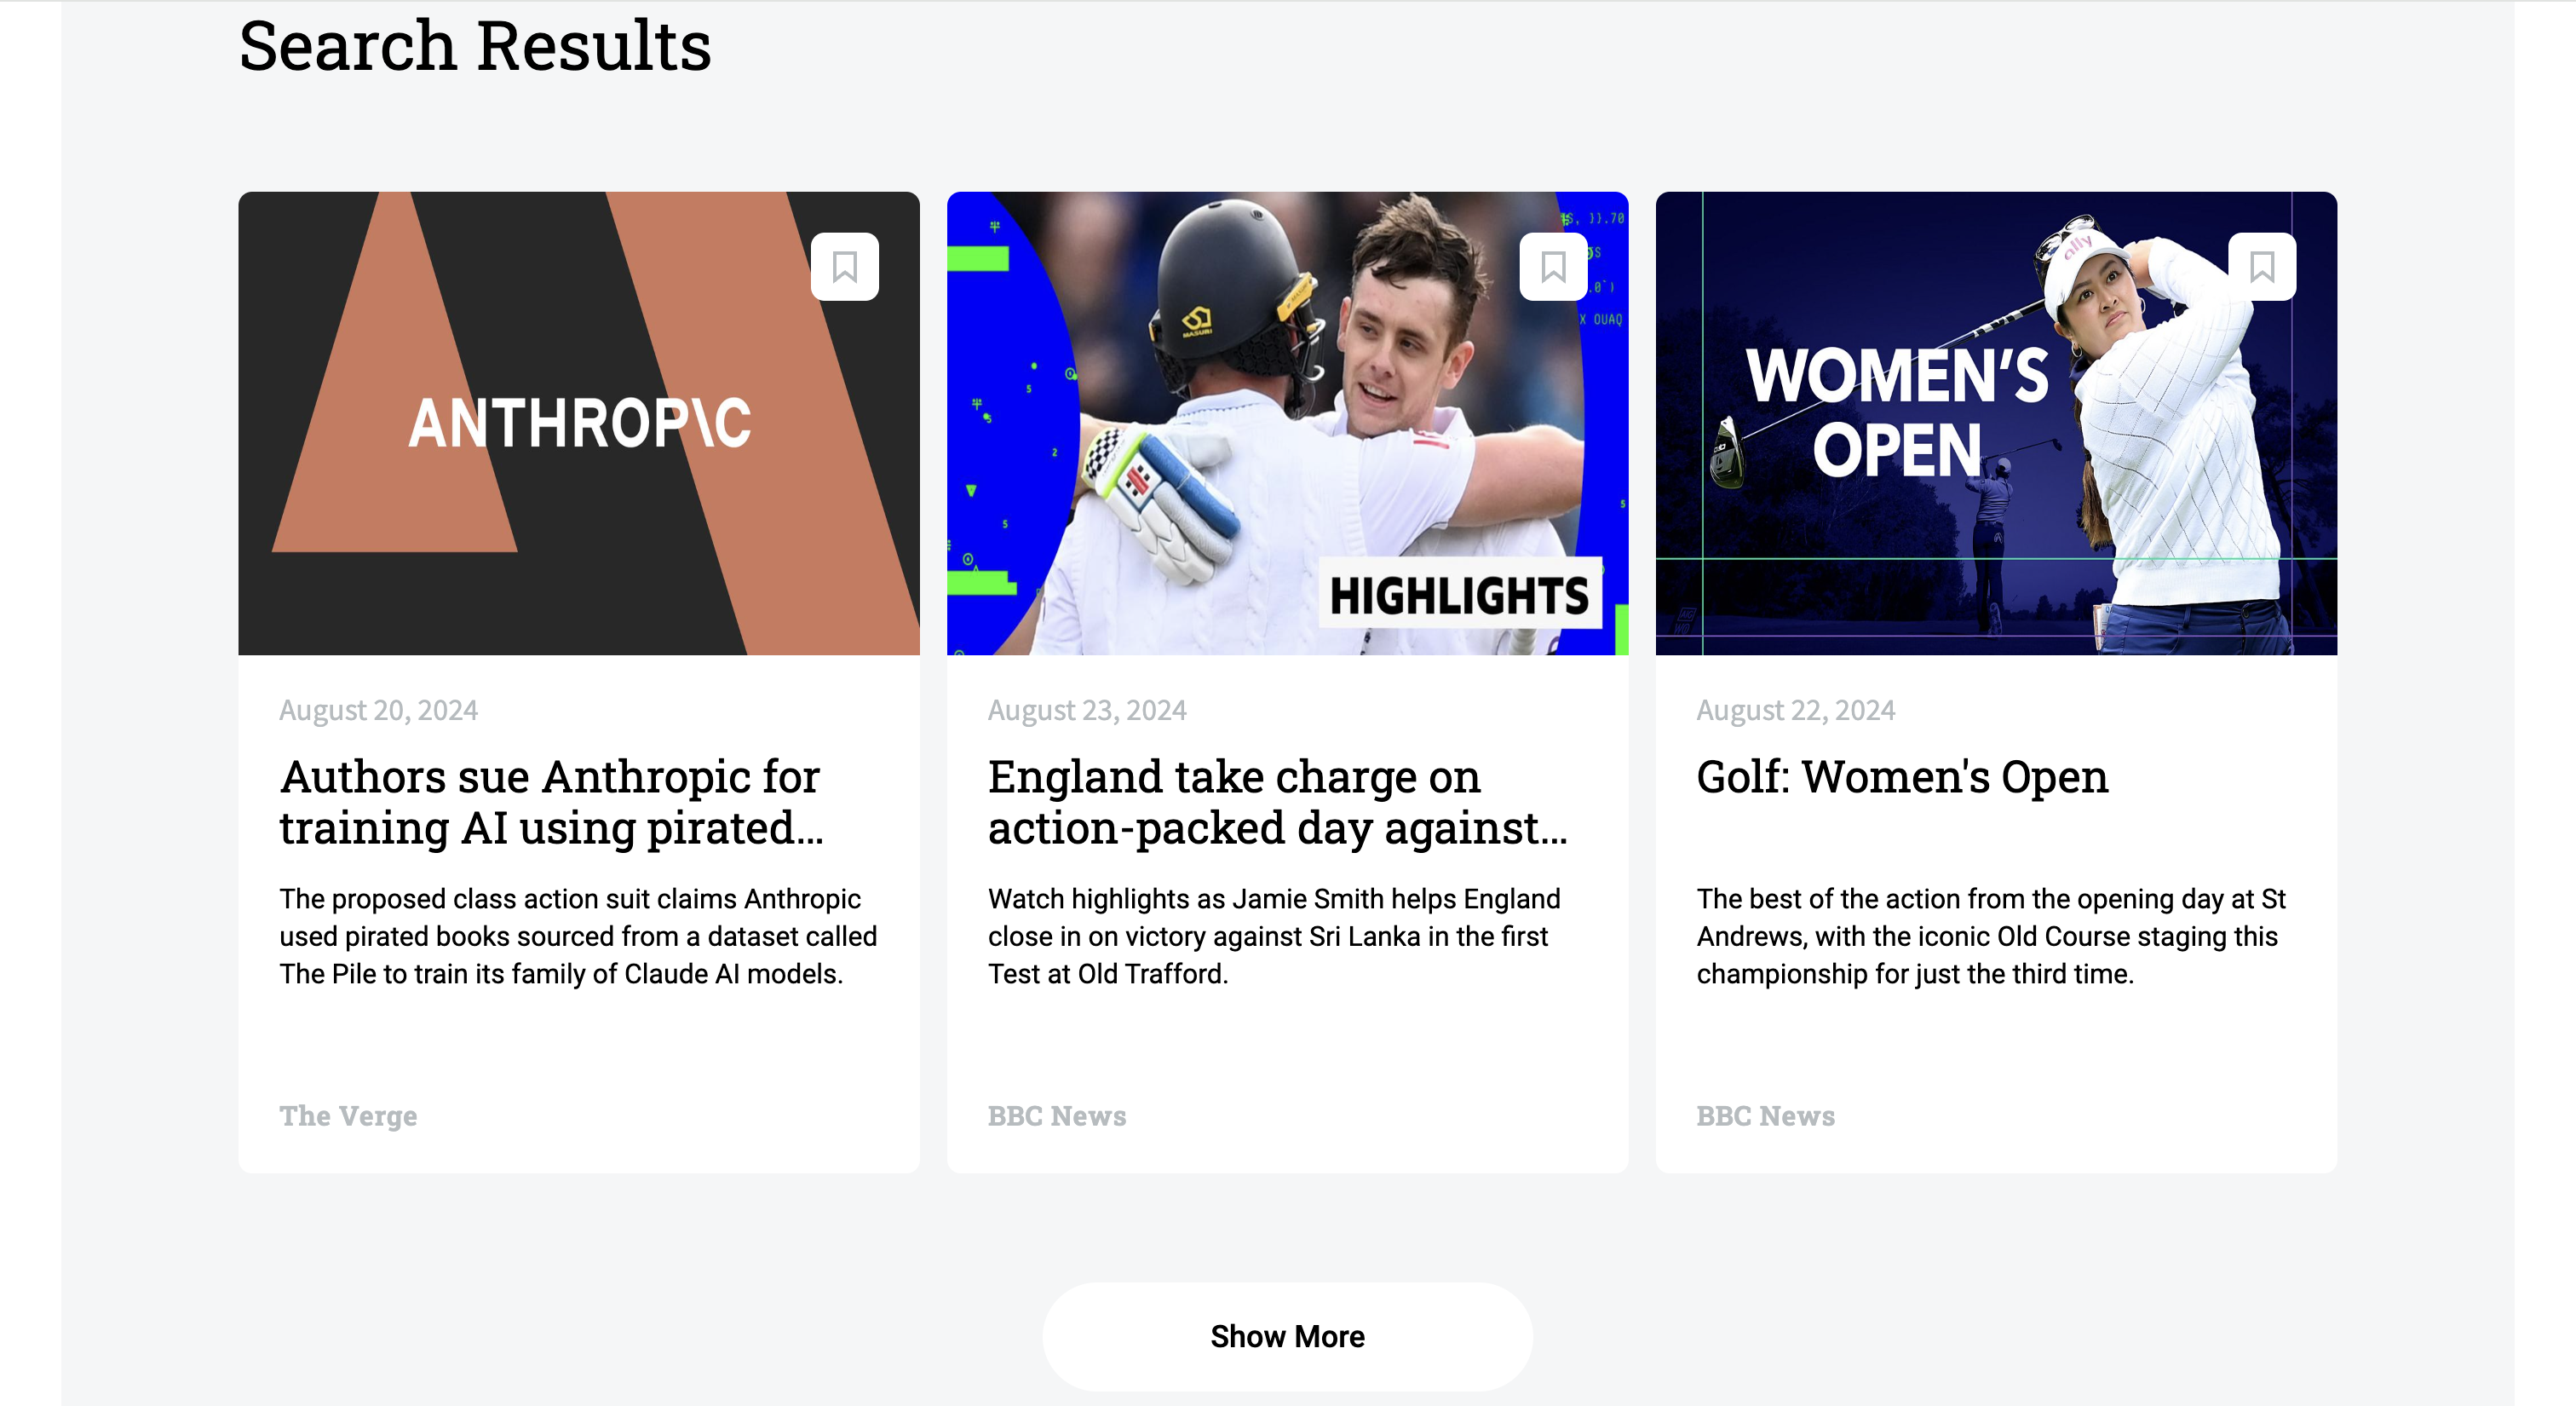 Search Results
ANTHROP\C
August 20, 2024
Authors sue Anthropic for
training AI using pirated...
The proposed class action suit claims Anthropic
used pirated books sourced from a dataset called
The Pile to train its family of Claude AI models.
The Verge
MASURI
HIGHLIGHTS
August 23, 2024
England take charge on
action-packed day against...
Watch highlights as Jamie Smith helps England
close in on victory against Sri Lanka in the first
Test at Old Trafford.
BBC News
ally
WOMEN'S
OPEN
August 22, 2024
Golf: Women's Open
The best of the action from the opening day at St
Andrews, with the iconic Old Course staging this
championship for just the third time.
BBC News
Show More